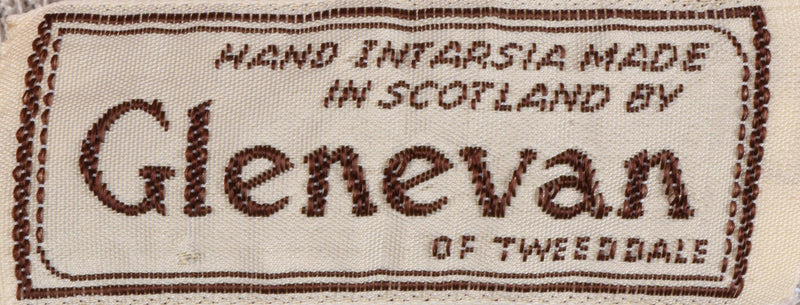 HAND INTARSIA MADE
IN SCOTLAND BY
Glenevan
OF TWEEDDALE